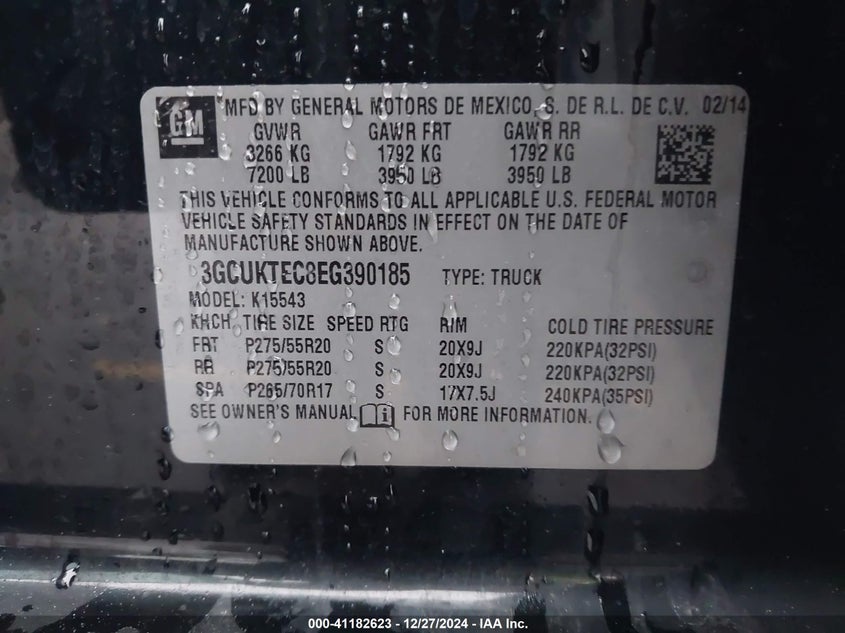 GM
MFD BY GENERAL MOTORS DE MEXICO, S. DE R.L. DE C.V. 02/14
GVWR GAWR FRT GAWR RR
3266 KG 1792 KG 1792 KG
7200 LB 3950 LB 3950 LB
THIS VEHICLE CONFORMS TO ALL APPLICABLE U.S. FEDERAL MOTOR
VEHICLE SAFETY STANDARDS IN EFFECT ON THE DATE OF
MANUFACTURE SHOWN ABOVE.
3GCUKTEC8EG390185 TYPE: TRUCK
MODEL: K15543
KHCH TIRE SIZE SPEED RTG RIM COLD TIRE PRESSURE
FRT P275/55R20 S 20X9J 220KPA(32PSI)
RR P275/55R20 S 20X9J 220KPA(32PSI)
SPA P265/70R17 S 17X7.5J 240KPA(35PSI)
SEE OWNER'S MANUAL FOR MORE INFORMATION.
000-41182623 - 12/27/2024 - IAA Inc.